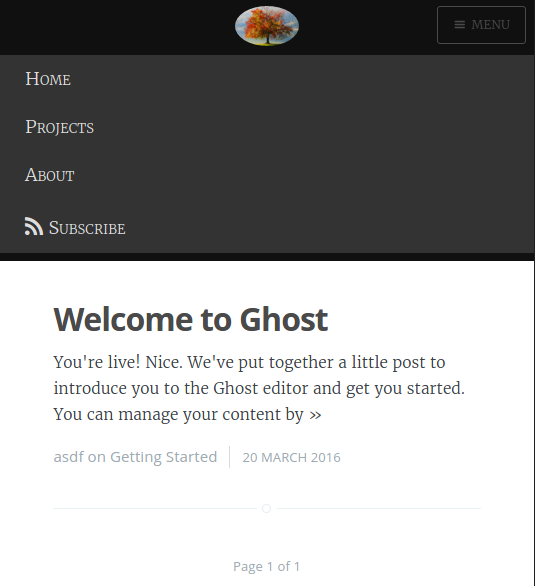 MENU
Home
Projects
About
Subscribe
Welcome to Ghost
You're live! Nice. We've put together a little post to
introduce you to the Ghost editor and get you started.
You can manage your content by »
asdf on Getting Started | 20 MARCH 2016
Page 1 of 1